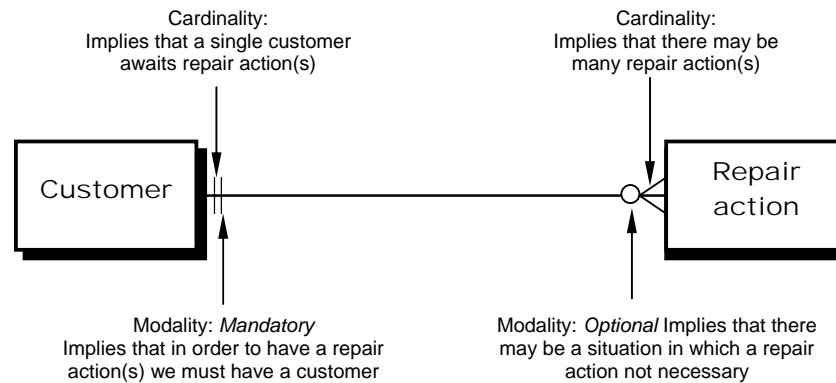 Cardinality:
Implies that a single customer
awaits repair action(s)
Cardinality:
Implies that there may be
many repair action(s)
Customer
Repair
action
Modality: Mandatory
Implies that in order to have a repair
action(s) we must have a customer
Modality: Optional Implies that there
may be a situation in which a repair
action not necessary